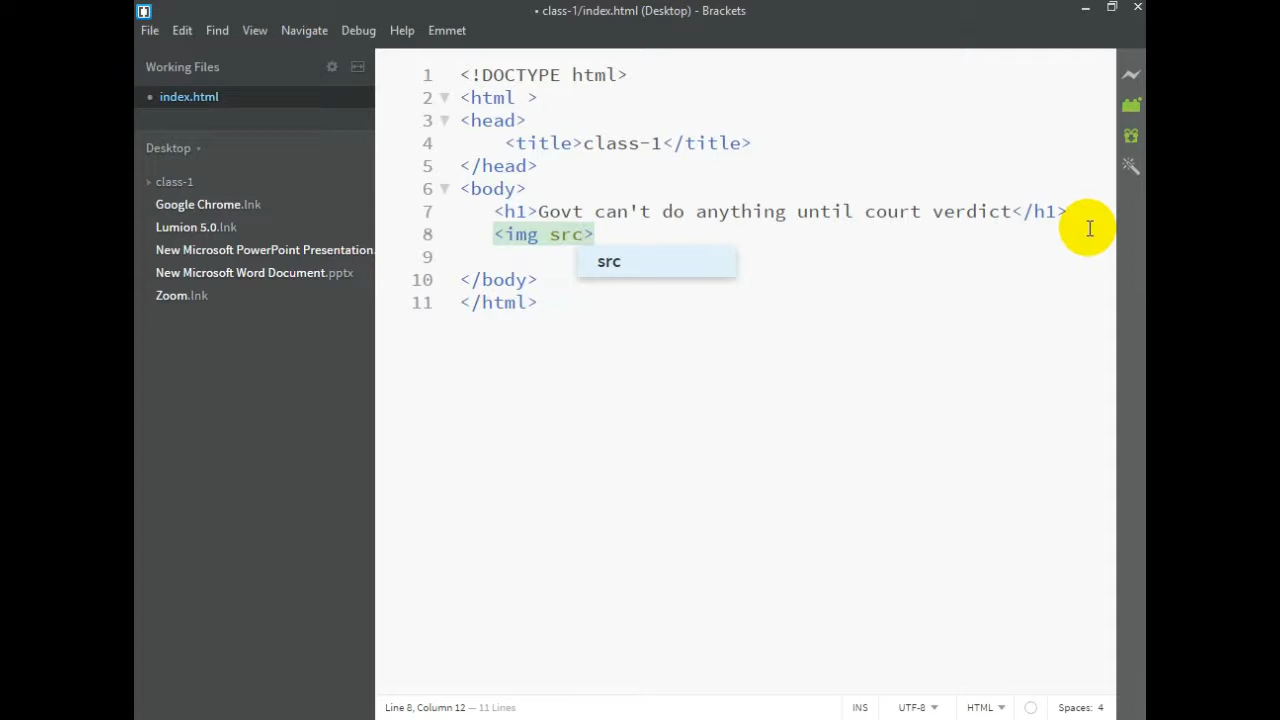 • class-1/index.html (Desktop) - Brackets
File Edit Find View Navigate Debug Help Emmet
Working Files
• index.html
Desktop
class-1
Google Chrome.lnk
Lumion 5.0.lnk
New Microsoft PowerPoint Presentation.
New Microsoft Word Document.pptx
Zoom.lnk
1 <!DOCTYPE html>
2 <html >
3 <head>
4 <title>class-1</title>
5 </head>
6 <body>
7 <h1>Govt can't do anything until court verdict</h1>
8 <img src>
9
src
10 </body>
11 </html>
Line 8, Column 12 — 11 Lines
INS UTF-8 HTML Spaces: 4